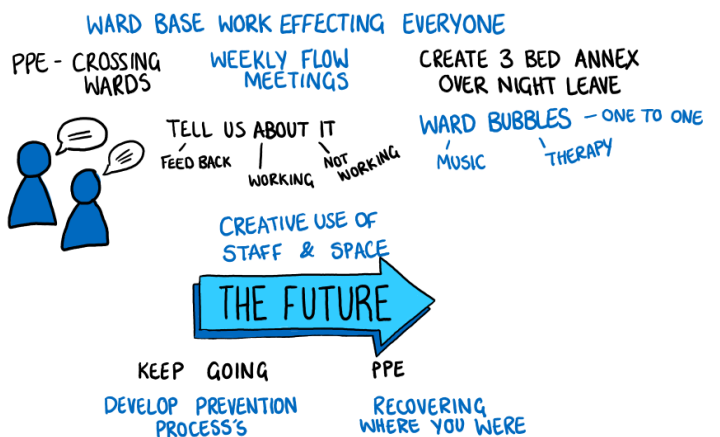 WARD BASE WORK EFFECTING EVERYONE
PPE - CROSSING
WARDS
WEEKLY FLOW
MEETINGS
CREATE 3 BED ANNEX
OVER NIGHT LEAVE
TELL US ABOUT IT
FEED BACK
WORKING
NOT
WORKING
WARD BUBBLES - ONE TO ONE
MUSIC
THERAPY
CREATIVE USE OF
STAFF & SPACE
THE FUTURE
KEEP GOING
DEVELOP PREVENTION
PROCESS'S
PPE
RECOVERING
WHERE YOU WERE